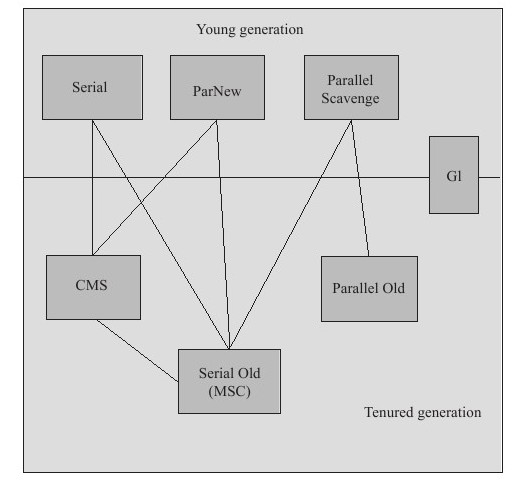 Young generation
Serial
ParNew
Parallel
Scavenge
Gl
CMS
Parallel Old
Serial Old
(MSC)
Tenured generation